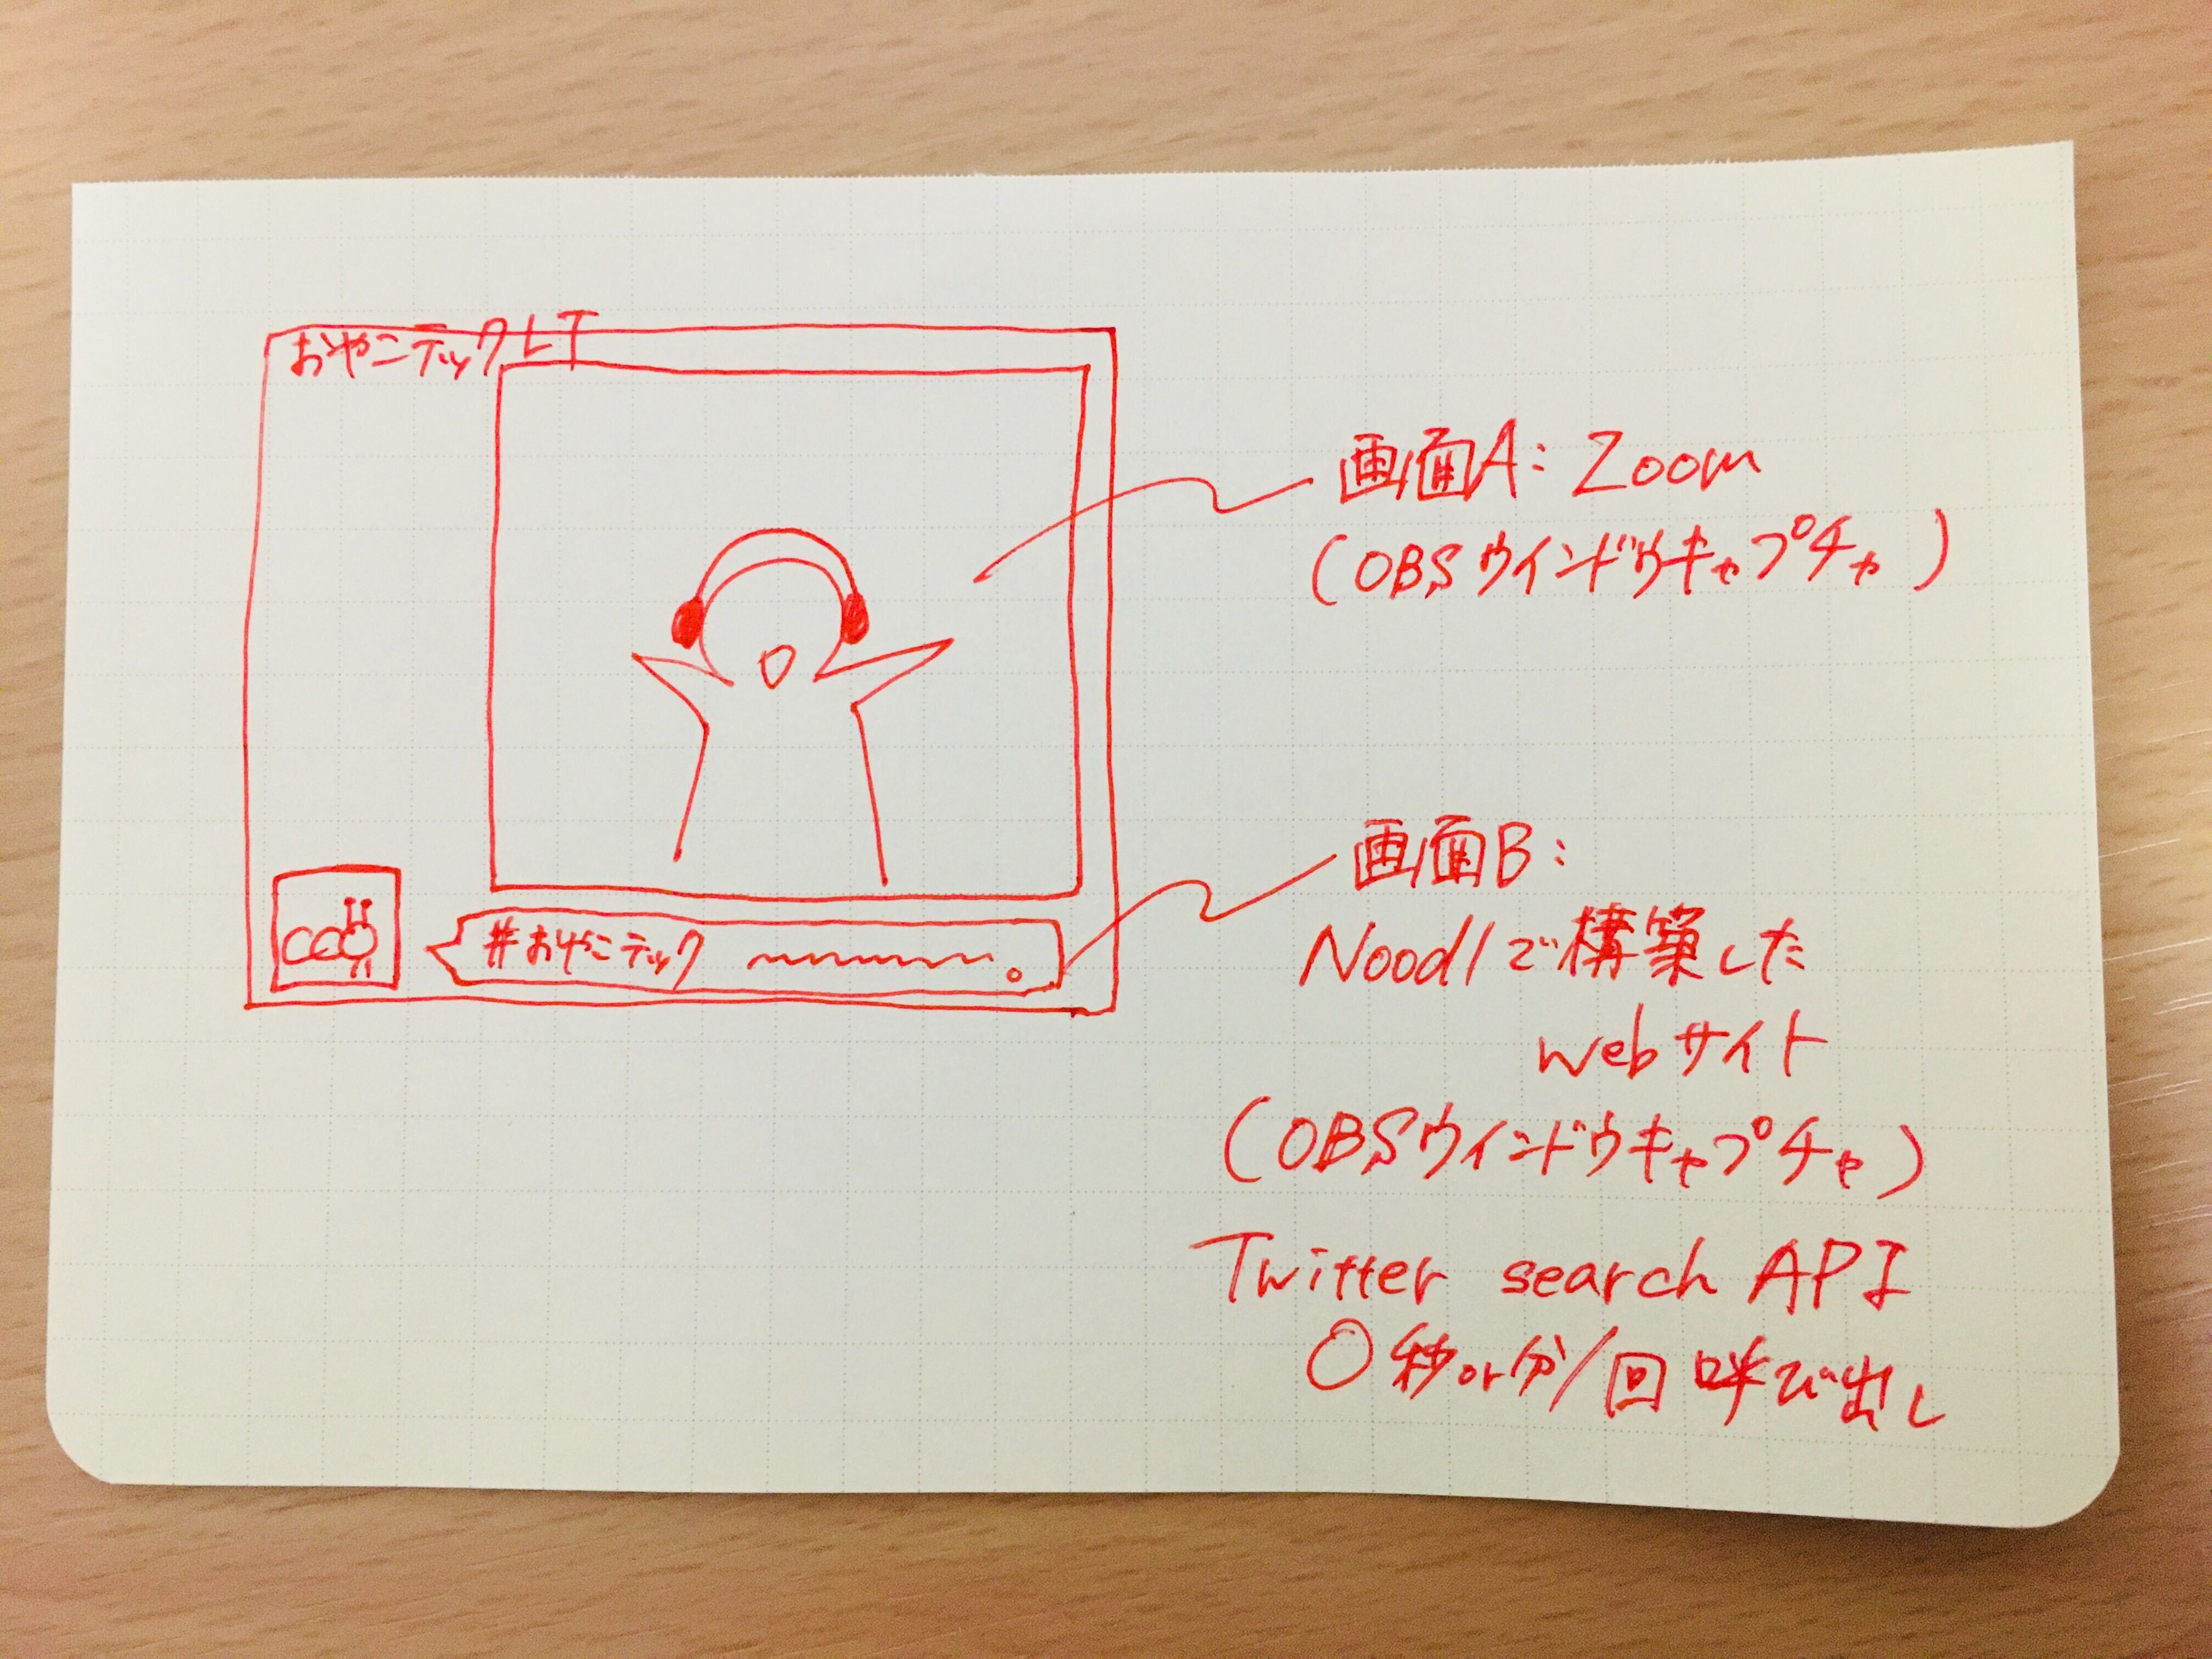 おやこテックLT
#おやこテック
画面A: Zoom
(OBSウインドウキャプチャ)
画面B:
Noodlで構築した
webサイト
(OBSウインドウキャプチャ)
Twitter search API
〇秒or分/回 呼び出し